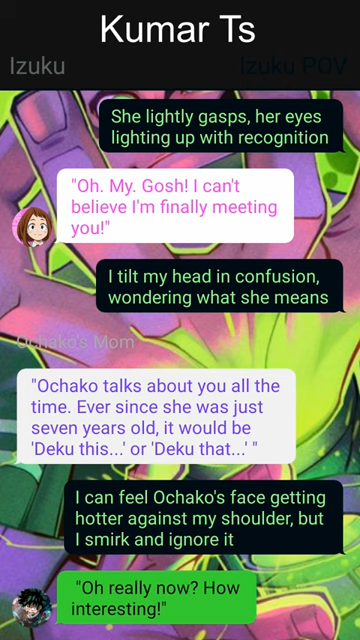 Kumar Ts
Izuku
Izuku POV
She lightly gasps, her eyes
lighting up with recognition
"Oh. My. Gosh! I can't
believe I'm finally meeting
you!"
I tilt my head in confusion,
wondering what she means
Ochako's Mom
"Ochako talks about you all the
time. Ever since she was just
seven years old, it would be
'Deku this...' or 'Deku that...' "
I can feel Ochako's face getting
hotter against my shoulder, but
I smirk and ignore it
"Oh really now? How
interesting!"